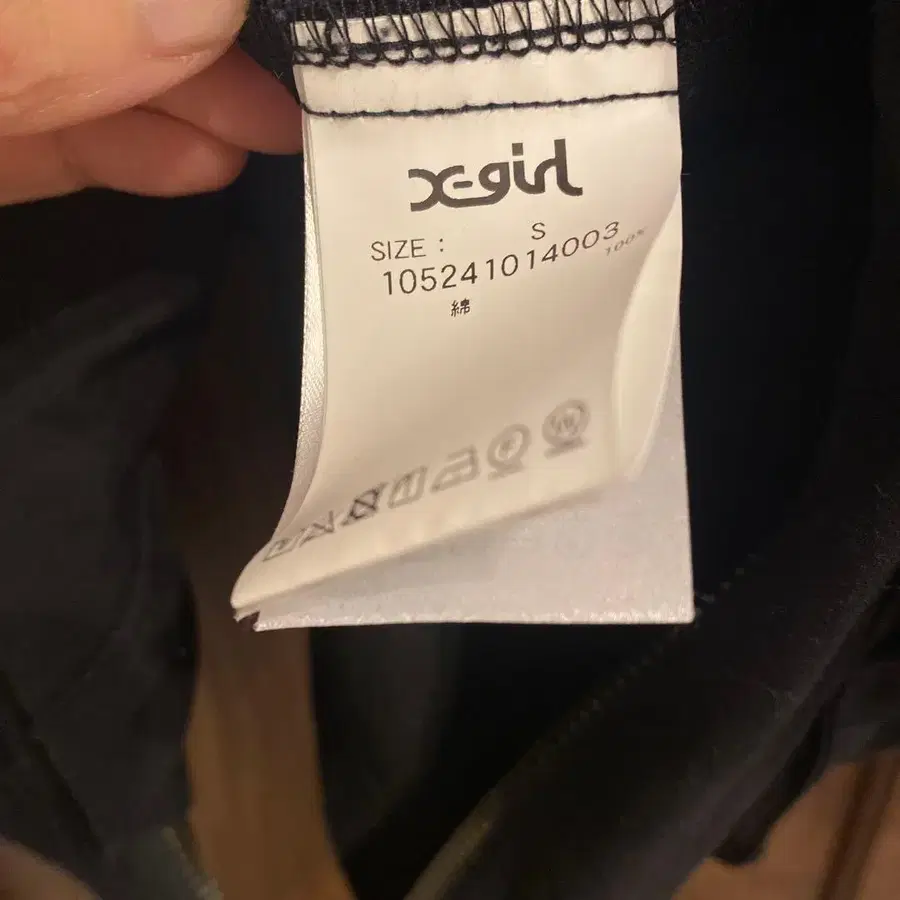 X-girl
SIZE : S
105241014003
綿 100%